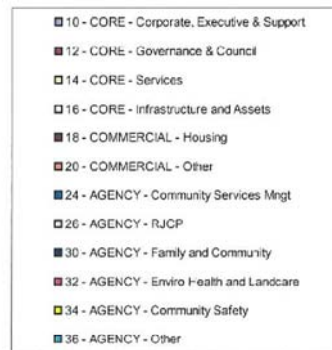 10 - CORE - Corporate, Executive & Support
12 - CORE - Governance & Council
14 - CORE - Services
16 - CORE - Infrastructure and Assets
18 - COMMERCIAL - Housing
20 - COMMERCIAL - Other
24 - AGENCY - Community Services Mngt
26 - AGENCY - RJCP
30 - AGENCY - Family and Community
32 - AGENCY - Enviro Health and Landcare
34 - AGENCY - Community Safety
36 - AGENCY - Other